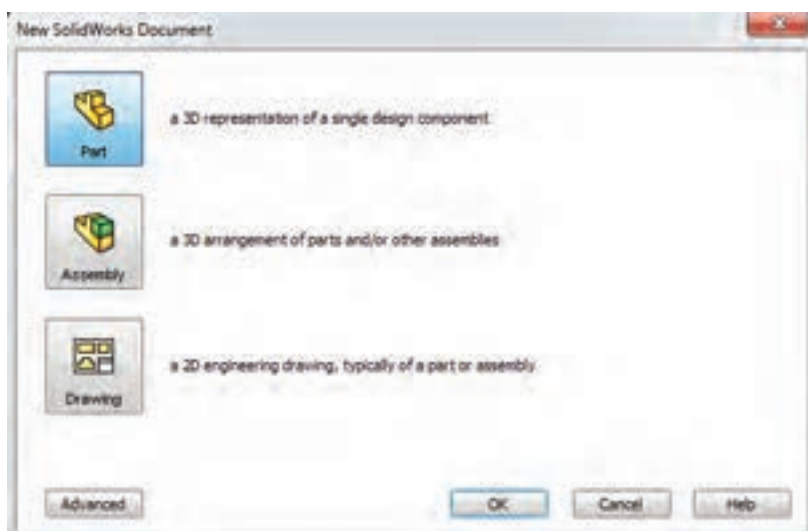 New SolidWorks Document
Part
a 3D representation of a single design component
Assembly
a 3D arrangement of parts and/or other assemblies
Drawing
a 2D engineering drawing, typically of a part or assembly
Advanced
OK
Cancel
Help